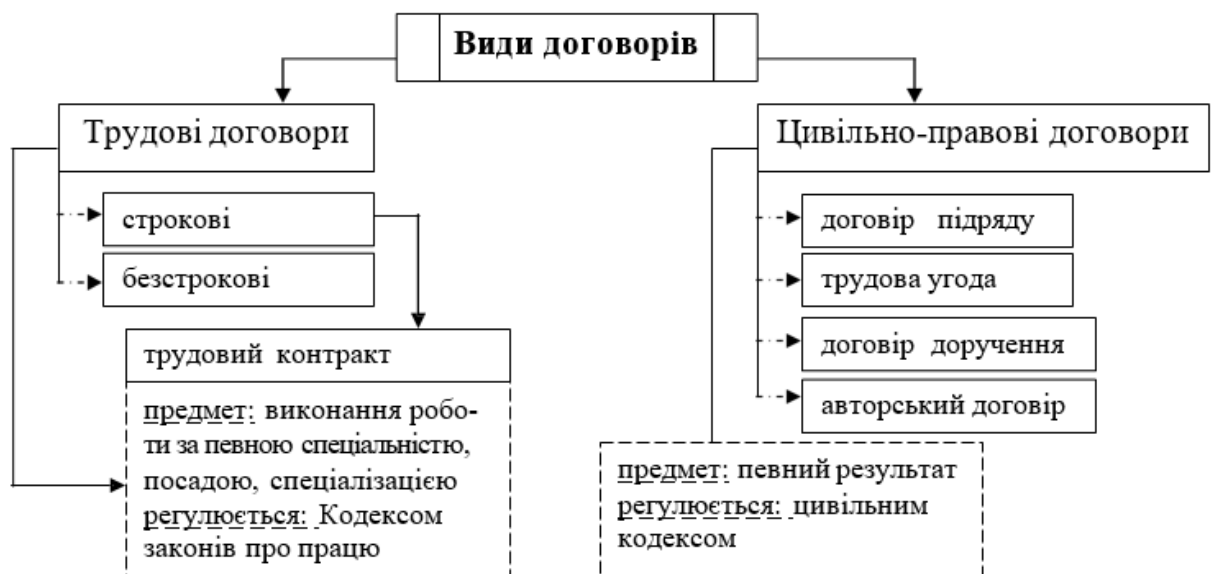 Види договорів
Трудові договори
строкові
безстрокові
трудовий контракт
предмет: виконання робо-
ти за певною спеціальністю,
посадою, спеціалізацією
регулюється: Кодексом
законів про працю
Цивільно-правові договори
договір підряду
трудова угода
договір доручення
авторський договір
предмет: певний результат
регулюється: цивільним
кодексом